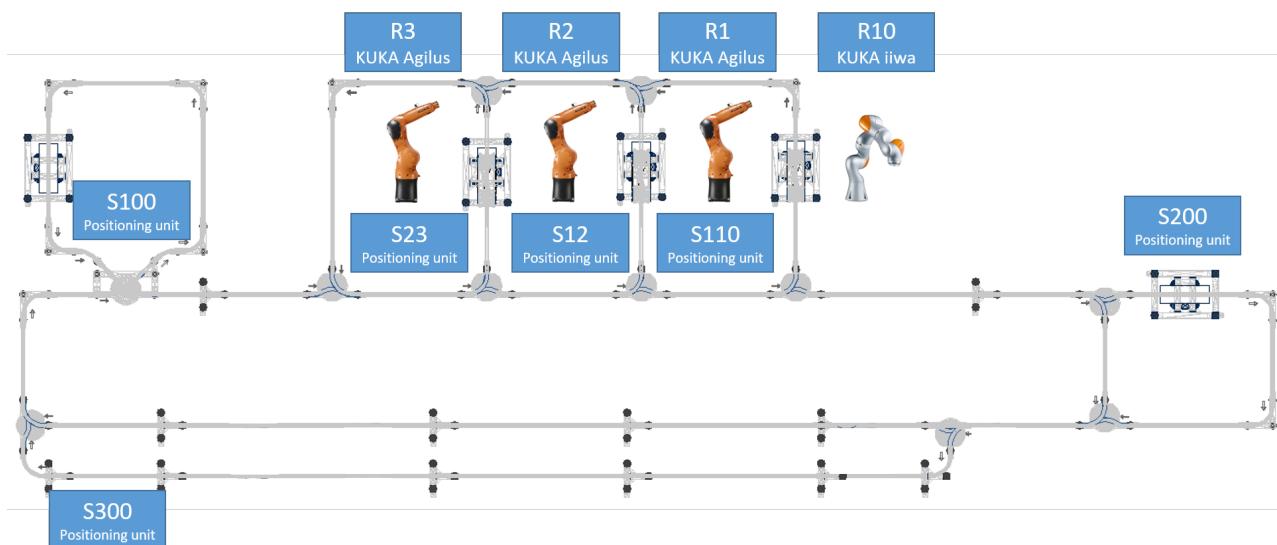 R3
KUKA Agilus
R2
KUKA Agilus
R1
KUKA Agilus
R10
KUKA iiwa
S100
Positioning unit
S23
Positioning unit
S12
Positioning unit
S110
Positioning unit
S200
Positioning unit
S300
Positioning unit